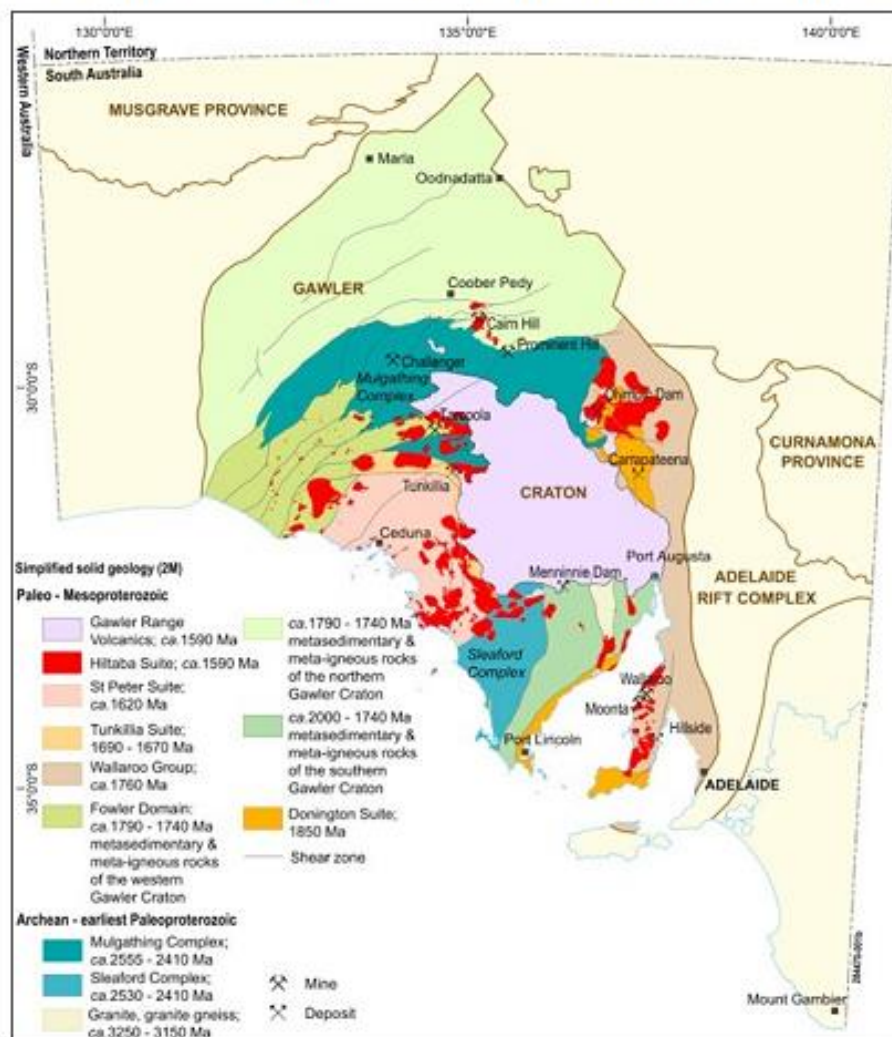 130°0'0"E
135°0'0"E
140°0'0"E
Northern Territory
South Australia
Western Australia
MUSGRAVE PROVINCE
Marla
Oodnadatta
GAWLER
Coober Pedy
Cairn Hill
Prominent Hill
Challenger
Mulgathing
Complex
30°0'0"S
Olympic Dam
Tarcoola
CURNAMONA
PROVINCE
Carrapateena
CRATON
Tunkillia
Ceduna
Port Augusta
Menninnie Dam
ADELAIDE
RIFT COMPLEX
Sleaford
Complex
Wallaroo
Moonta
Hillside
Port Lincoln
ADELAIDE
35°0'0"S
Mount Gambier
Simplified solid geology (2M)
Paleo - Mesoproterozoic
Gawler Range
Volcanics; ca.1590 Ma
Hiltaba Suite; ca.1590 Ma
St Peter Suite;
ca.1620 Ma
Tunkillia Suite;
1690 - 1670 Ma
Wallaroo Group;
ca.1760 Ma
Fowler Domain;
ca.1790 - 1740 Ma
metasedimentary &
meta-igneous rocks
of the western
Gawler Craton
ca.1790 - 1740 Ma
metasedimentary &
meta-igneous rocks
of the northern
Gawler Craton
ca.2000 - 1740 Ma
metasedimentary &
meta-igneous rocks
of the southern
Gawler Craton
Donington Suite;
1850 Ma
Shear zone
Archean - earliest Paleoproterozoic
Mulgathing Complex;
ca.2555 - 2410 Ma
Sleaford Complex;
ca.2530 - 2410 Ma
Granite, granite gneiss;
ca.3250 - 3150 Ma
Mine
Deposit